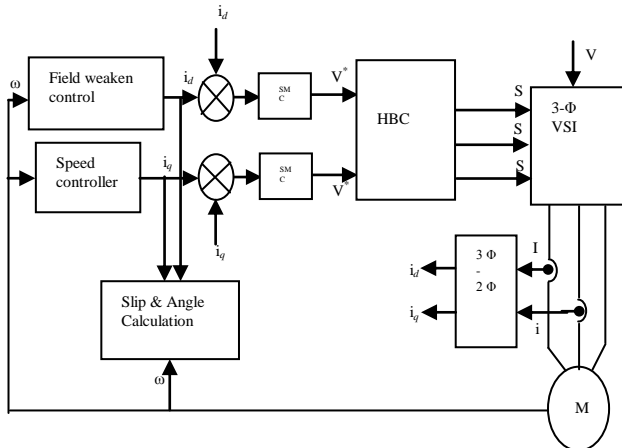 i_d
ω
Field weaken
control
i_d
SM
C
V*
HBC
V
S
S
S
3-Φ
VSI
Speed
controller
i_q
SM
C
V*
i_q
Slip & Angle
Calculation
3 Φ
-
2 Φ
i_d
i_q
I
i
ω
M